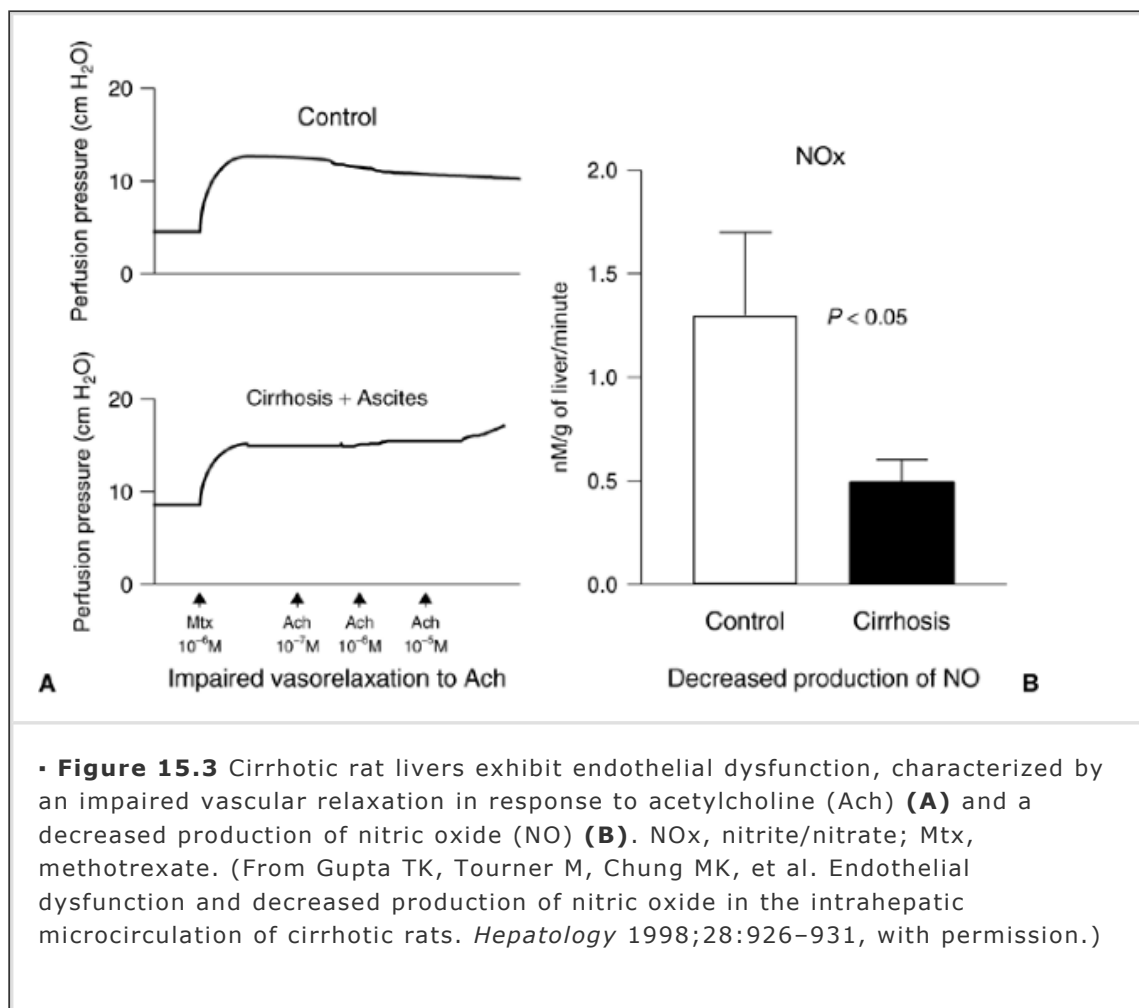 Perfusion pressure (cm H₂O)
20
10
0
Control
Perfusion pressure (cm H₂O)
20
10
0
Cirrhosis + Ascites
Mtx Ach Ach Ach
10⁻⁶M 10⁻⁷M 10⁻⁶M 10⁻⁵M
A Impaired vasorelaxation to Ach
NOx
nM/g of liver/minute
2.0
1.5
1.0
0.5
0.0
P < 0.05
Control Cirrhosis
Decreased production of NO B
▪ Figure 15.3 Cirrhotic rat livers exhibit endothelial dysfunction, characterized by
an impaired vascular relaxation in response to acetylcholine (Ach) (A) and a
decreased production of nitric oxide (NO) (B). NOx, nitrite/nitrate; Mtx,
methotrexate. (From Gupta TK, Tourner M, Chung MK, et al. Endothelial
dysfunction and decreased production of nitric oxide in the intrahepatic
microcirculation of cirrhotic rats. Hepatology 1998;28:926–931, with permission.)